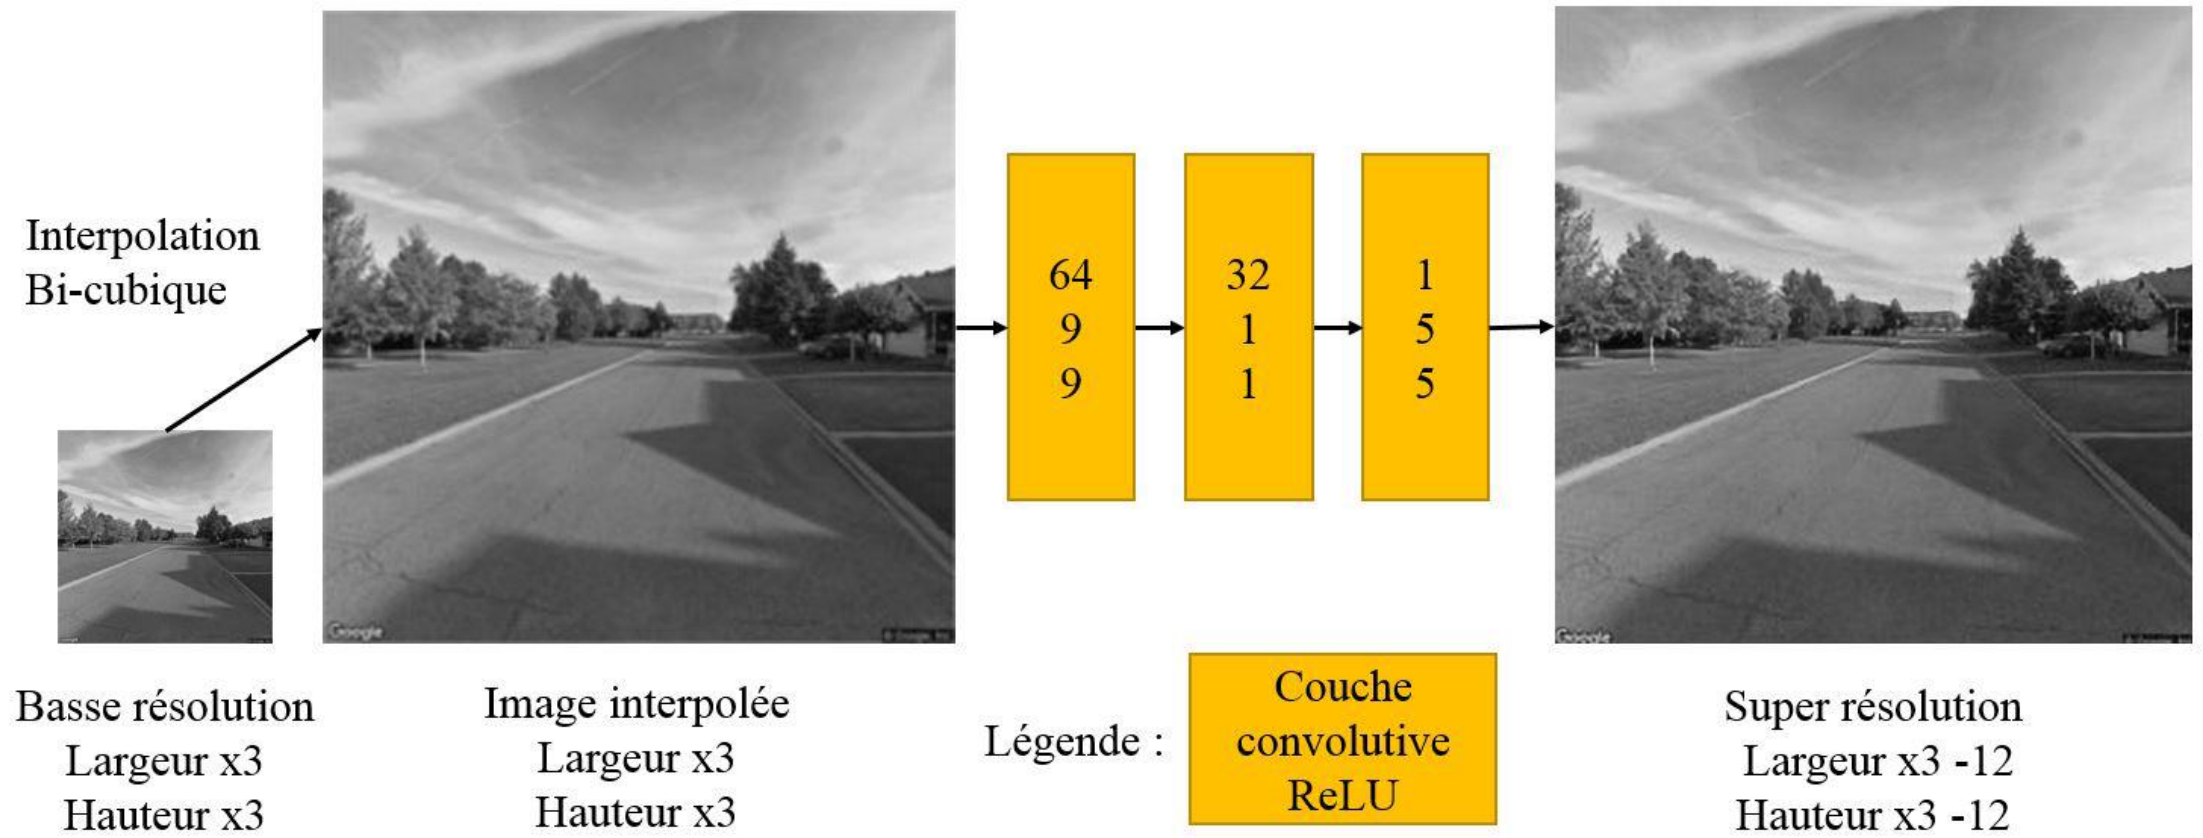 Interpolation
Bi-cubique
64
9
9
32
1
1
1
5
5
Google
© Google, Inc
Google
Basse résolution
Largeur x3
Hauteur x3
Image interpolée
Largeur x3
Hauteur x3
Légende :
Couche
convolutive
ReLU
Super résolution
Largeur x3 -12
Hauteur x3 -12